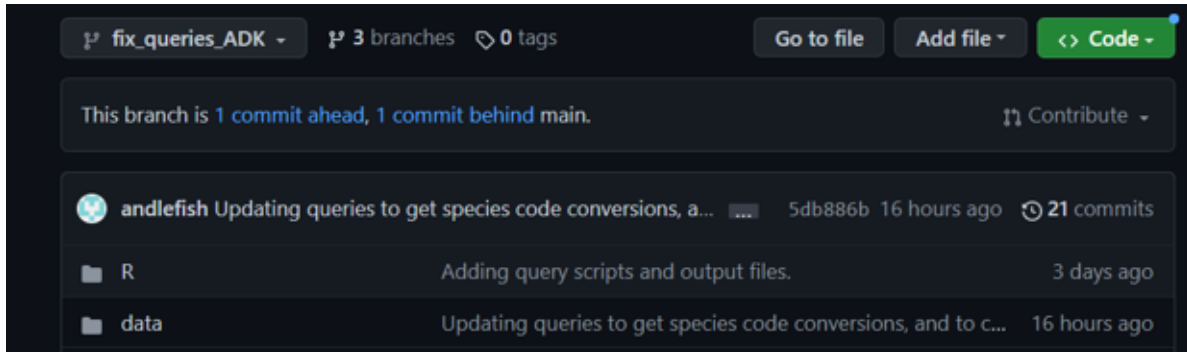 fix_queries_ADK 3 branches 0 tags Go to file Add file <> Code
This branch is 1 commit ahead, 1 commit behind main. Contribute
andlefish Updating queries to get species code conversions, a... ... 5db886b 16 hours ago 21 commits
R Adding query scripts and output files. 3 days ago
data Updating queries to get species code conversions, and to c... 16 hours ago